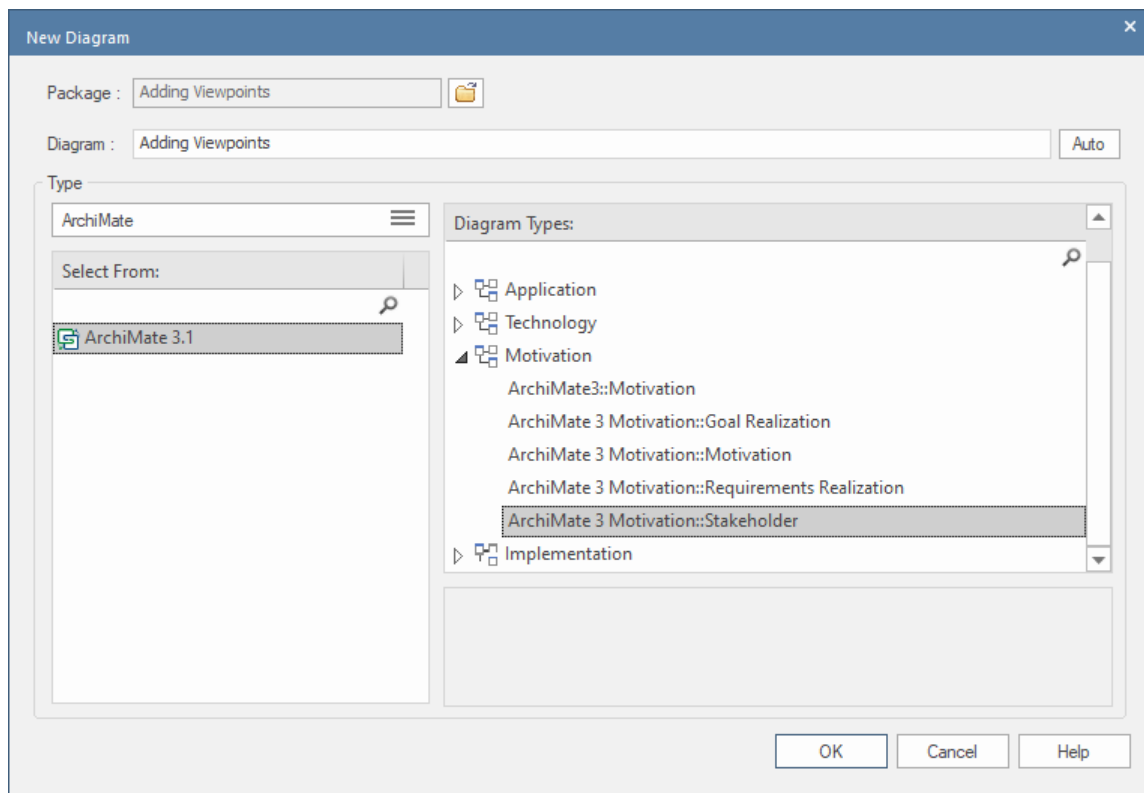 New Diagram
Package : Adding Viewpoints
Diagram : Adding Viewpoints Auto
Type
ArchiMate
Select From:
ArchiMate 3.1
Diagram Types:
Application
Technology
Motivation
ArchiMate3::Motivation
ArchiMate 3 Motivation::Goal Realization
ArchiMate 3 Motivation::Motivation
ArchiMate 3 Motivation::Requirements Realization
ArchiMate 3 Motivation::Stakeholder
Implementation
OK Cancel Help